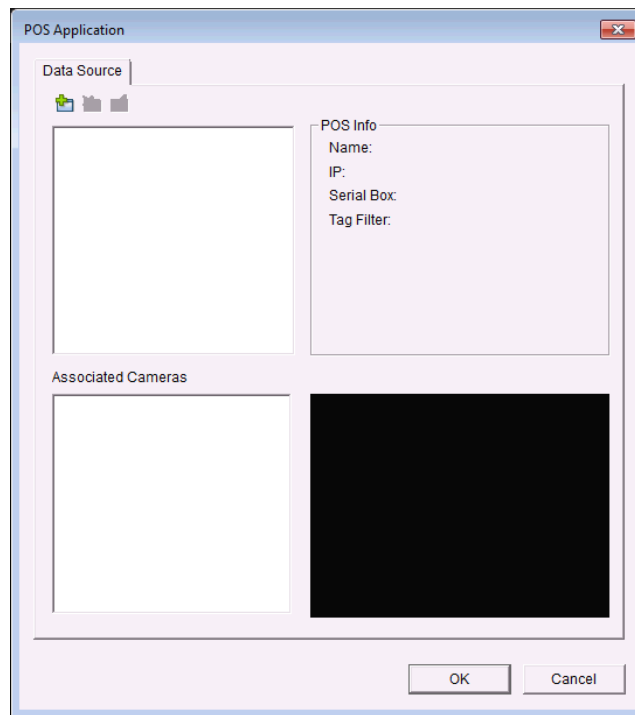 POS Application
Data Source
POS Info
Name:
IP:
Serial Box:
Tag Filter:
Associated Cameras
OK
Cancel